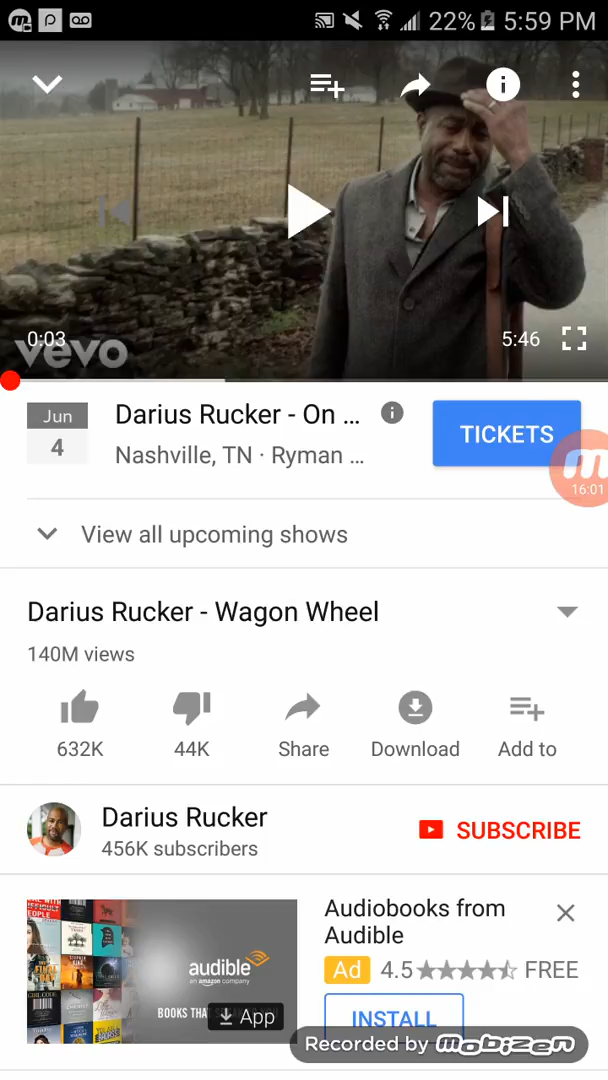 22% 5:59 PM
0:03
5:46
vevo
Jun
4
Darius Rucker - On ...
Nashville, TN · Ryman ...
TICKETS
16:01
View all upcoming shows
Darius Rucker - Wagon Wheel
140M views
632K
44K
Share
Download
Add to
Darius Rucker
456K subscribers
SUBSCRIBE
audible
an amazon company
BOOKS THAT
App
Audiobooks from
Audible
Ad 4.5 FREE
INSTALL
Recorded by mobizen